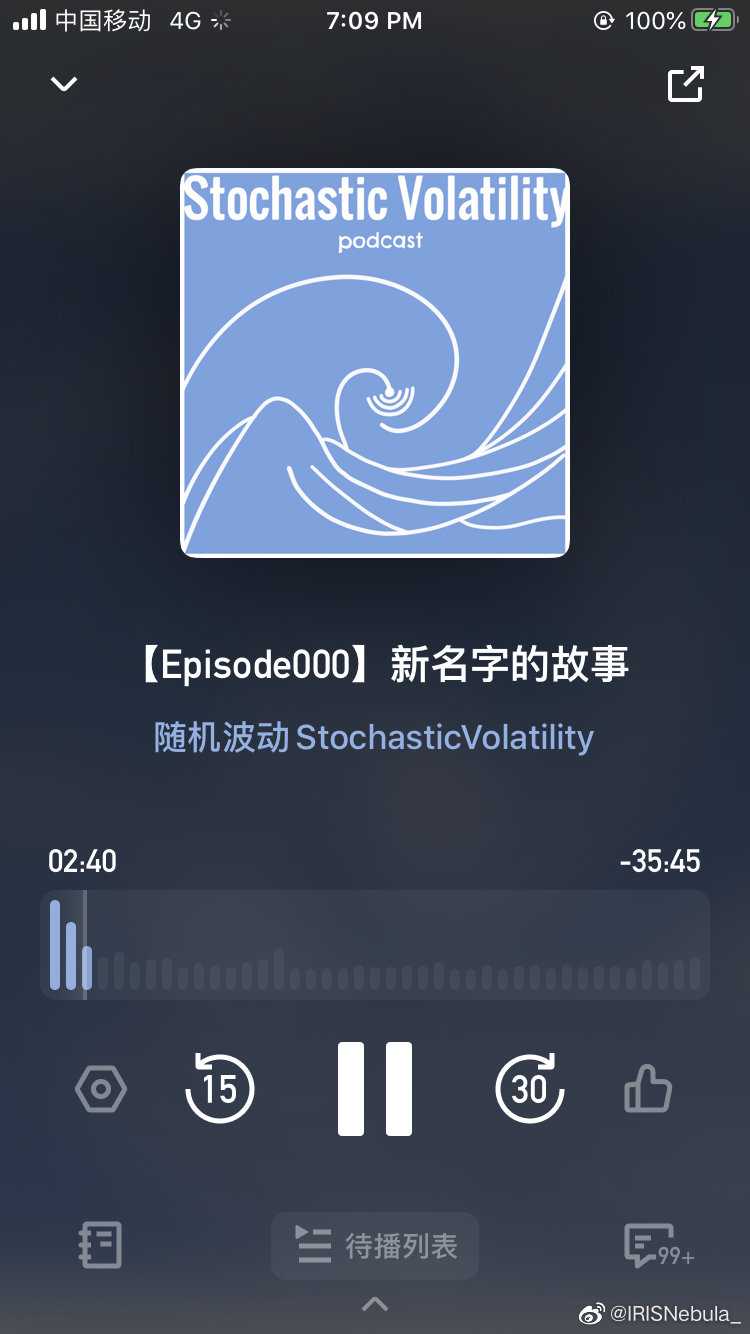 中国移动 4G 7:09 PM 100%
Stochastic Volatility
podcast
【Episode000】新名字的故事
随机波动 StochasticVolatility
02:40 -35:45
15 30
待播列表 99+
@IRISNebula_